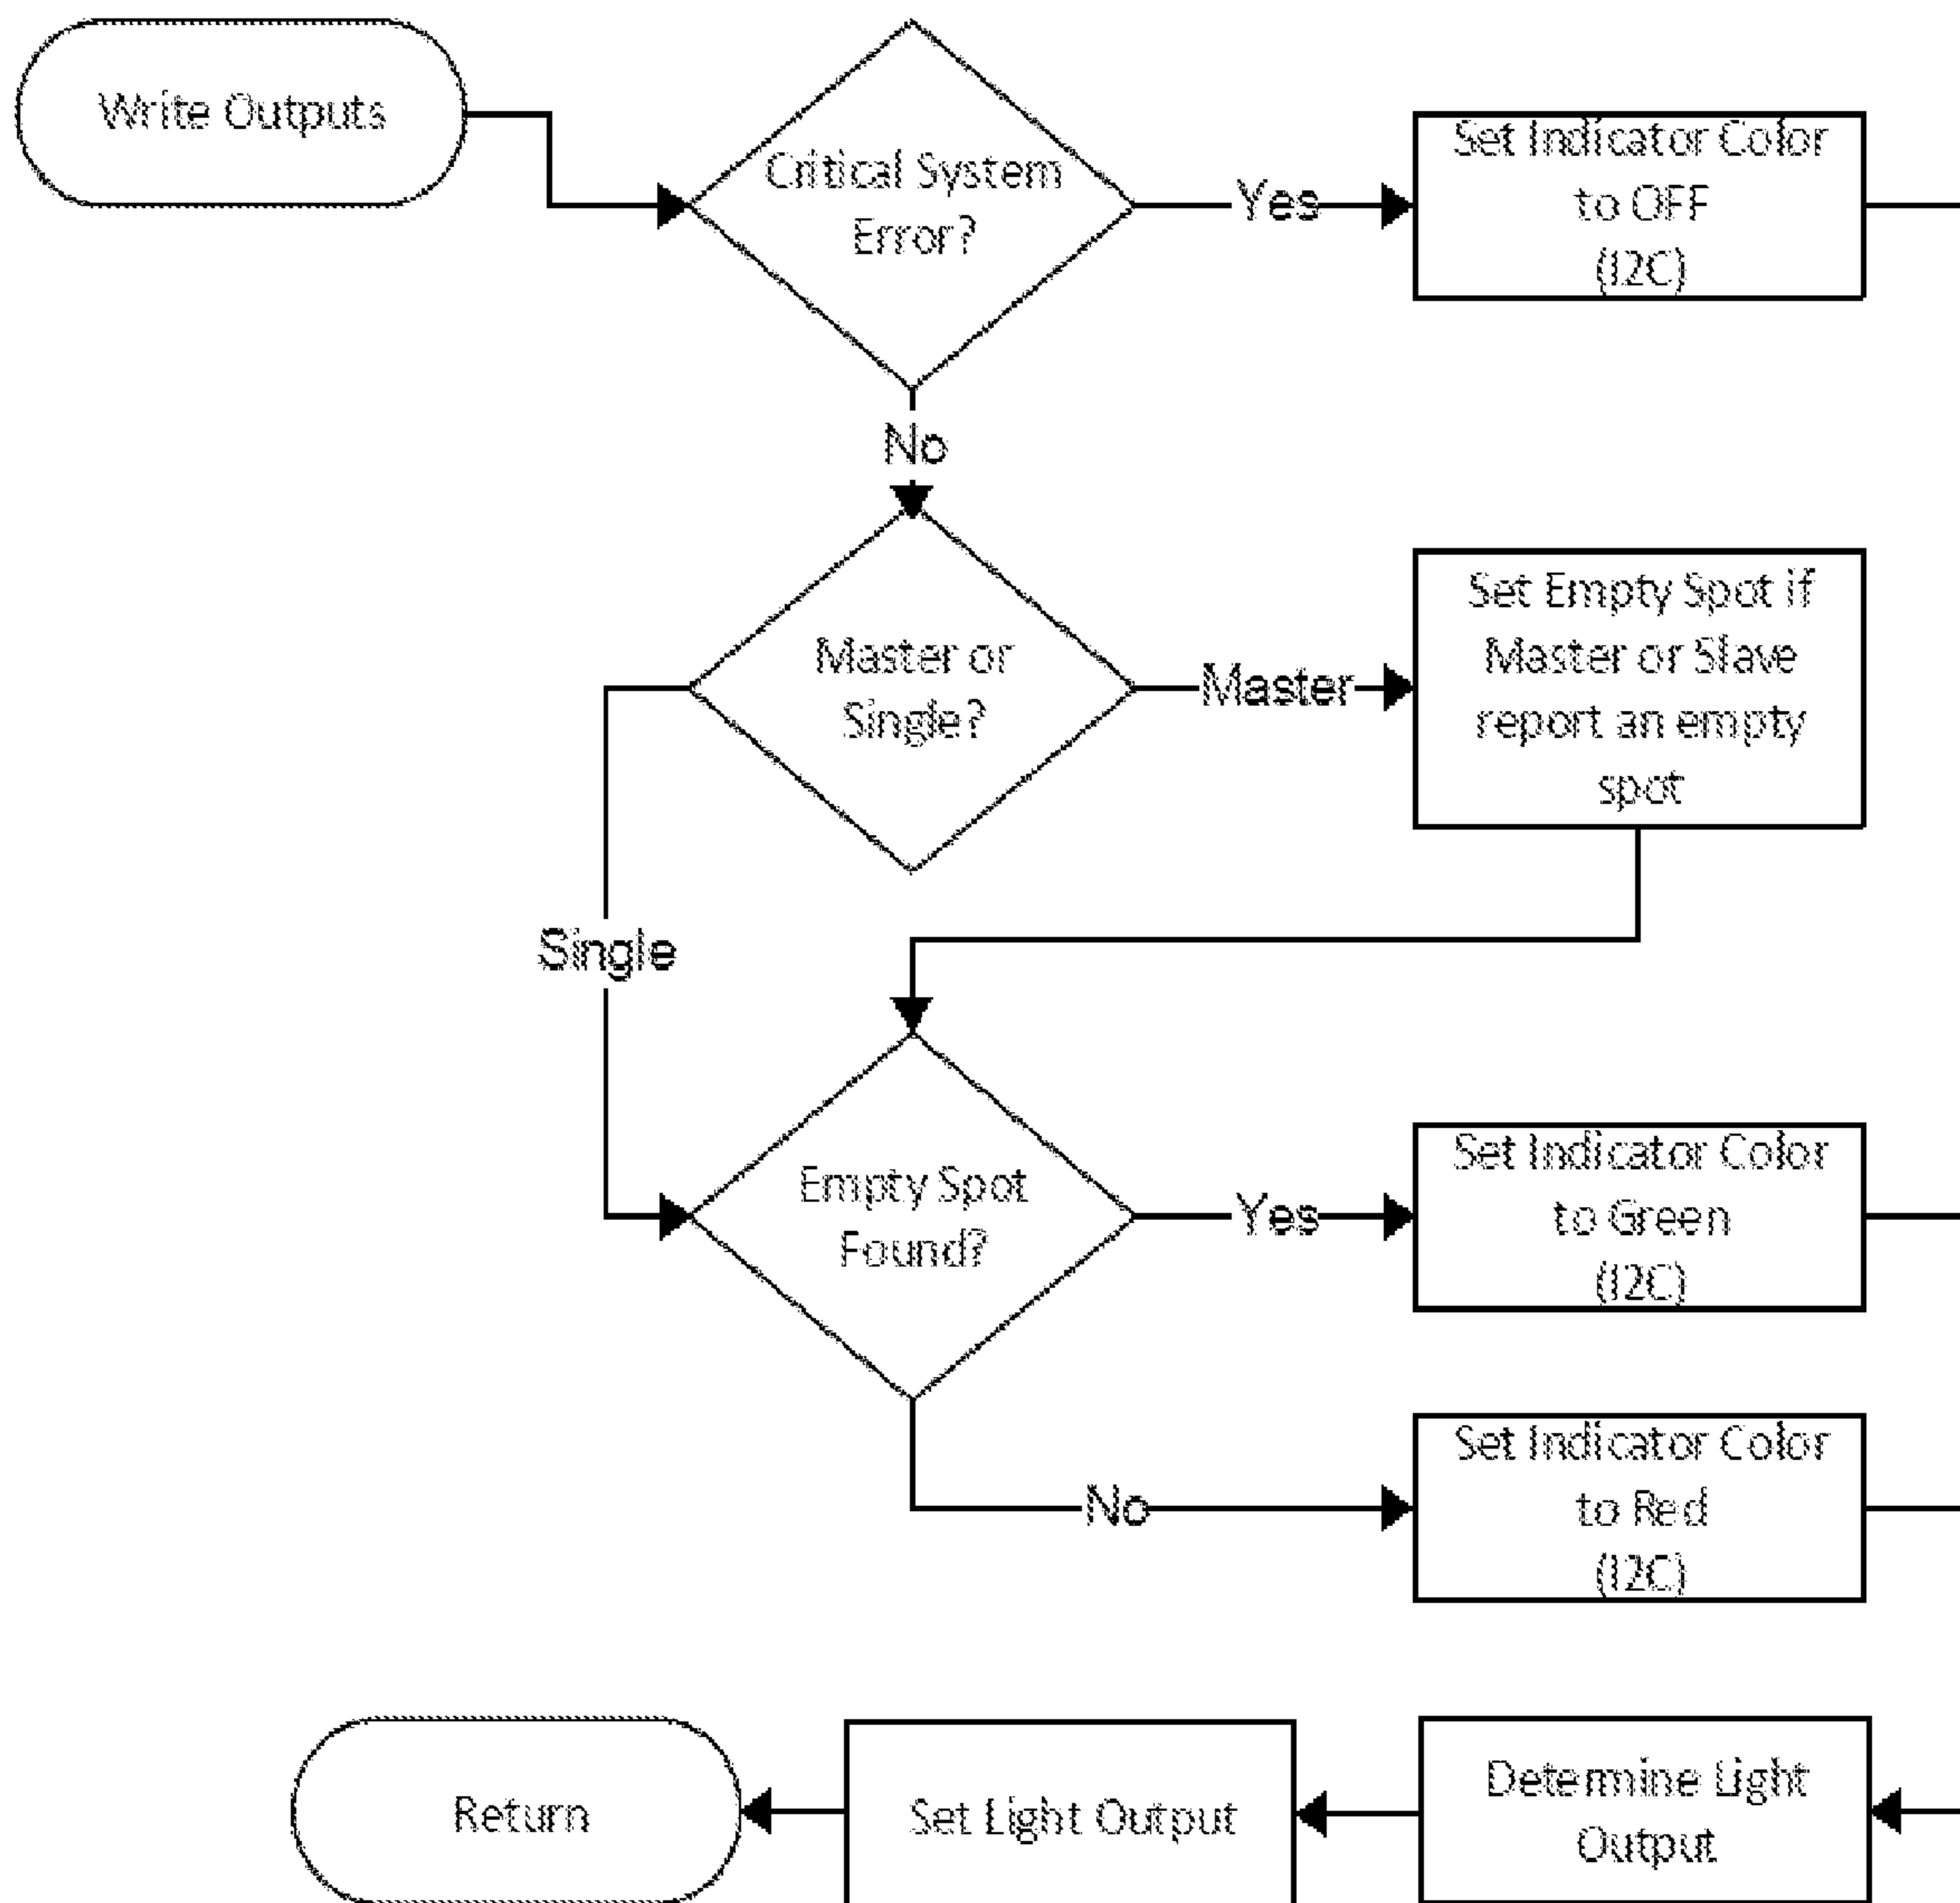 Write Outputs
Critical System
Error?
Yes
Set Indicator Color
to OFF
(I2C)
No
Master or
Single?
Master
Set Empty Spot if
Master or Slave
report an empty
spot
Single
Empty Spot
Found?
Yes
Set Indicator Color
to Green
(I2C)
No
Set Indicator Color
to Red
(I2C)
Return
Set Light Output
Determine Light
Output